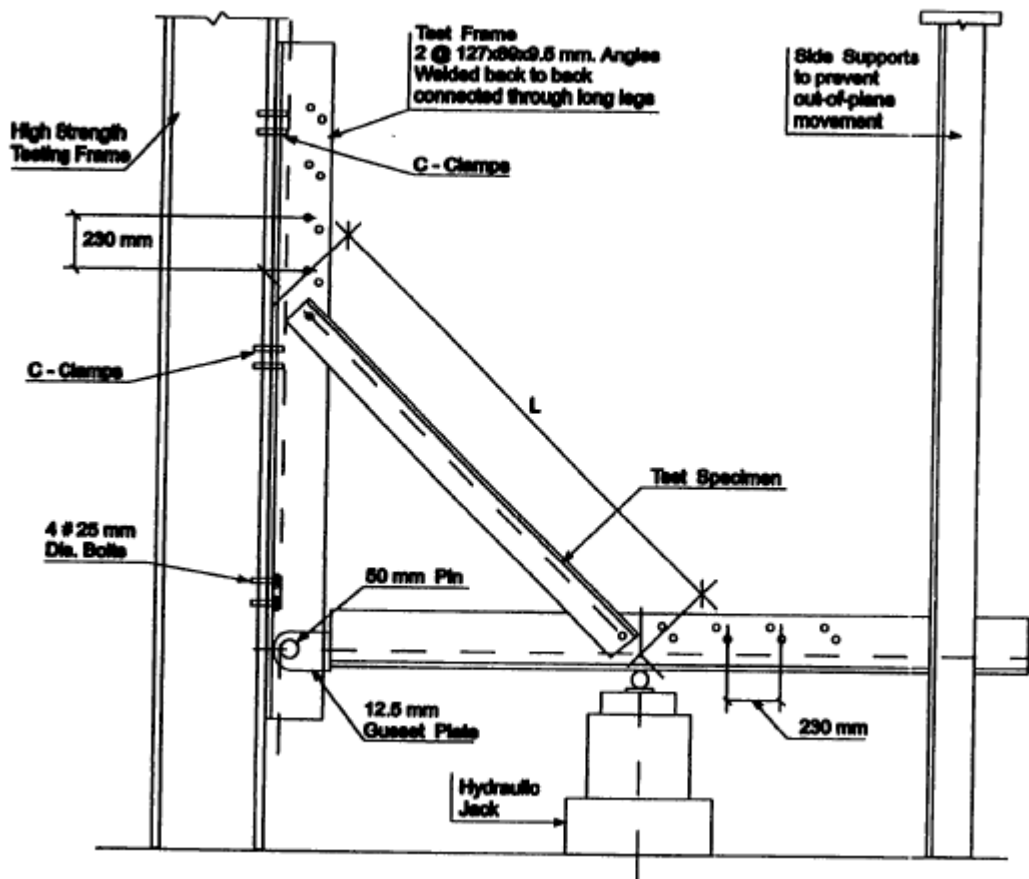 Test Frame
2 @ 127x89x9.5 mm. Angles
Welded back to back
connected through long legs
Side Supports
to prevent
out-of-plane
movement
High Strength
Testing Frame
C - Clamps
230 mm
C - Clamps
L
Test Specimen
4 # 25 mm
Dia. Bolts
50 mm Pin
12.5 mm
Gusset Plate
230 mm
Hydraulic
Jack